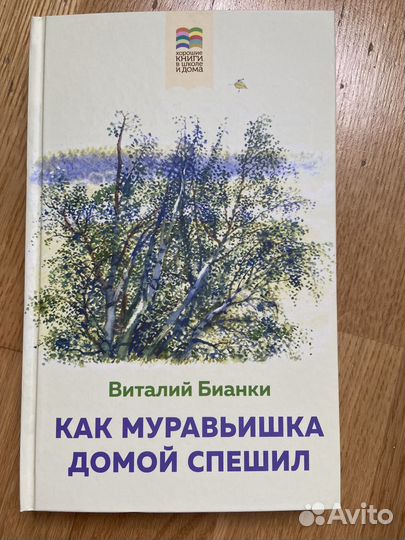 хорошие
книги
в школе
и дома
Виталий Бианки
КАК МУРАВЬИШКА
ДОМОЙ СПЕШИЛ
Avito